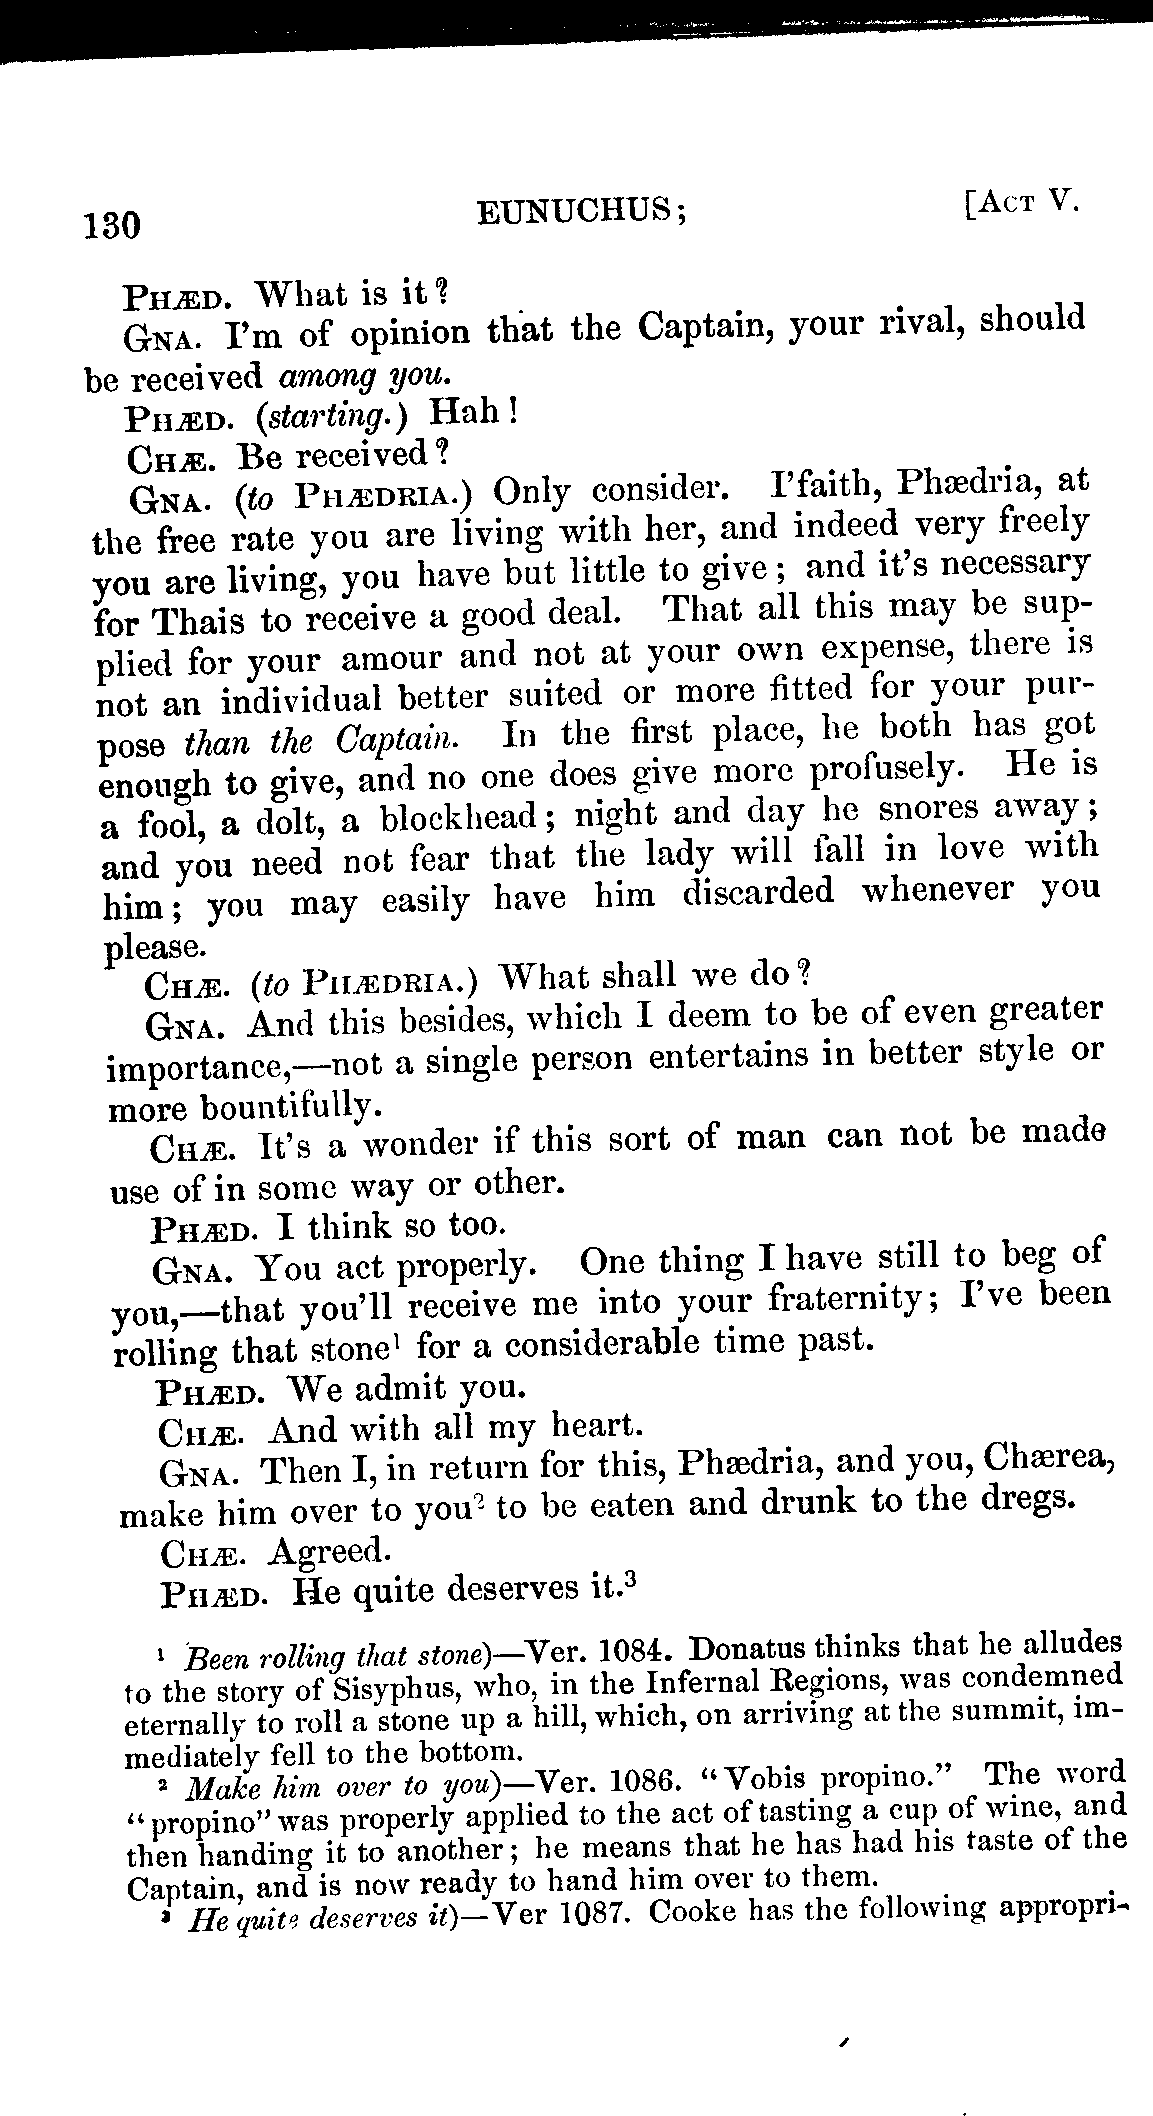 130 EUNUCHUS; [ACT V.
PHÆD. What is it?
GNA. I'm of opinion that the Captain, your rival, should
be received among you.
PHÆD. (starting.) Hah!
CHÆ. Be received?
GNA. (to PHÆDRIA.) Only consider. I'faith, Phædria, at
the free rate you are living with her, and indeed very freely
you are living, you have but little to give; and it's necessary
for Thais to receive a good deal. That all this may be sup-
plied for your amour and not at your own expense, there is
not an individual better suited or more fitted for your pur-
pose than the Captain. In the first place, he both has got
enough to give, and no one does give more profusely. He is
a fool, a dolt, a blockhead; night and day he snores away;
and you need not fear that the lady will fall in love with
him; you may easily have him discarded whenever you
please.
CHÆ. (to PHÆDRIA.) What shall we do?
GNA. And this besides, which I deem to be of even greater
importance,—not a single person entertains in better style or
more bountifully.
CHÆ. It's a wonder if this sort of man can not be made
use of in some way or other.
PHÆD. I think so too.
GNA. You act properly. One thing I have still to beg of
you,—that you'll receive me into your fraternity; I've been
rolling that stone¹ for a considerable time past.
PHÆD. We admit you.
CHÆ. And with all my heart.
GNA. Then I, in return for this, Phædria, and you, Chærea,
make him over to you² to be eaten and drunk to the dregs.
CHÆ. Agreed.
PHÆD. He quite deserves it.³
¹ Been rolling that stone)—Ver. 1084. Donatus thinks that he alludes
to the story of Sisyphus, who, in the Infernal Regions, was condemned
eternally to roll a stone up a hill, which, on arriving at the summit, im-
mediately fell to the bottom.
² Make him over to you)—Ver. 1086. "Vobis propino." The word
"propino" was properly applied to the act of tasting a cup of wine, and
then handing it to another; he means that he has had his taste of the
Captain, and is now ready to hand him over to them.
³ He quite deserves it)—Ver 1087. Cooke has the following appropri-